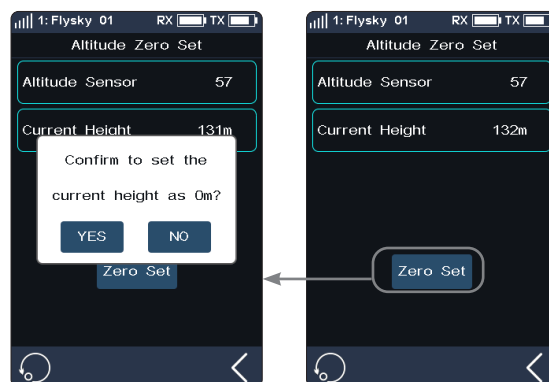 1: Flysky 01 RX TX
Altitude Zero Set
Altitude Sensor 57
Current Height 131m
Confirm to set the
current height as 0m?
YES NO
Zero Set
1: Flysky 01 RX TX
Altitude Zero Set
Altitude Sensor 57
Current Height 132m
Zero Set